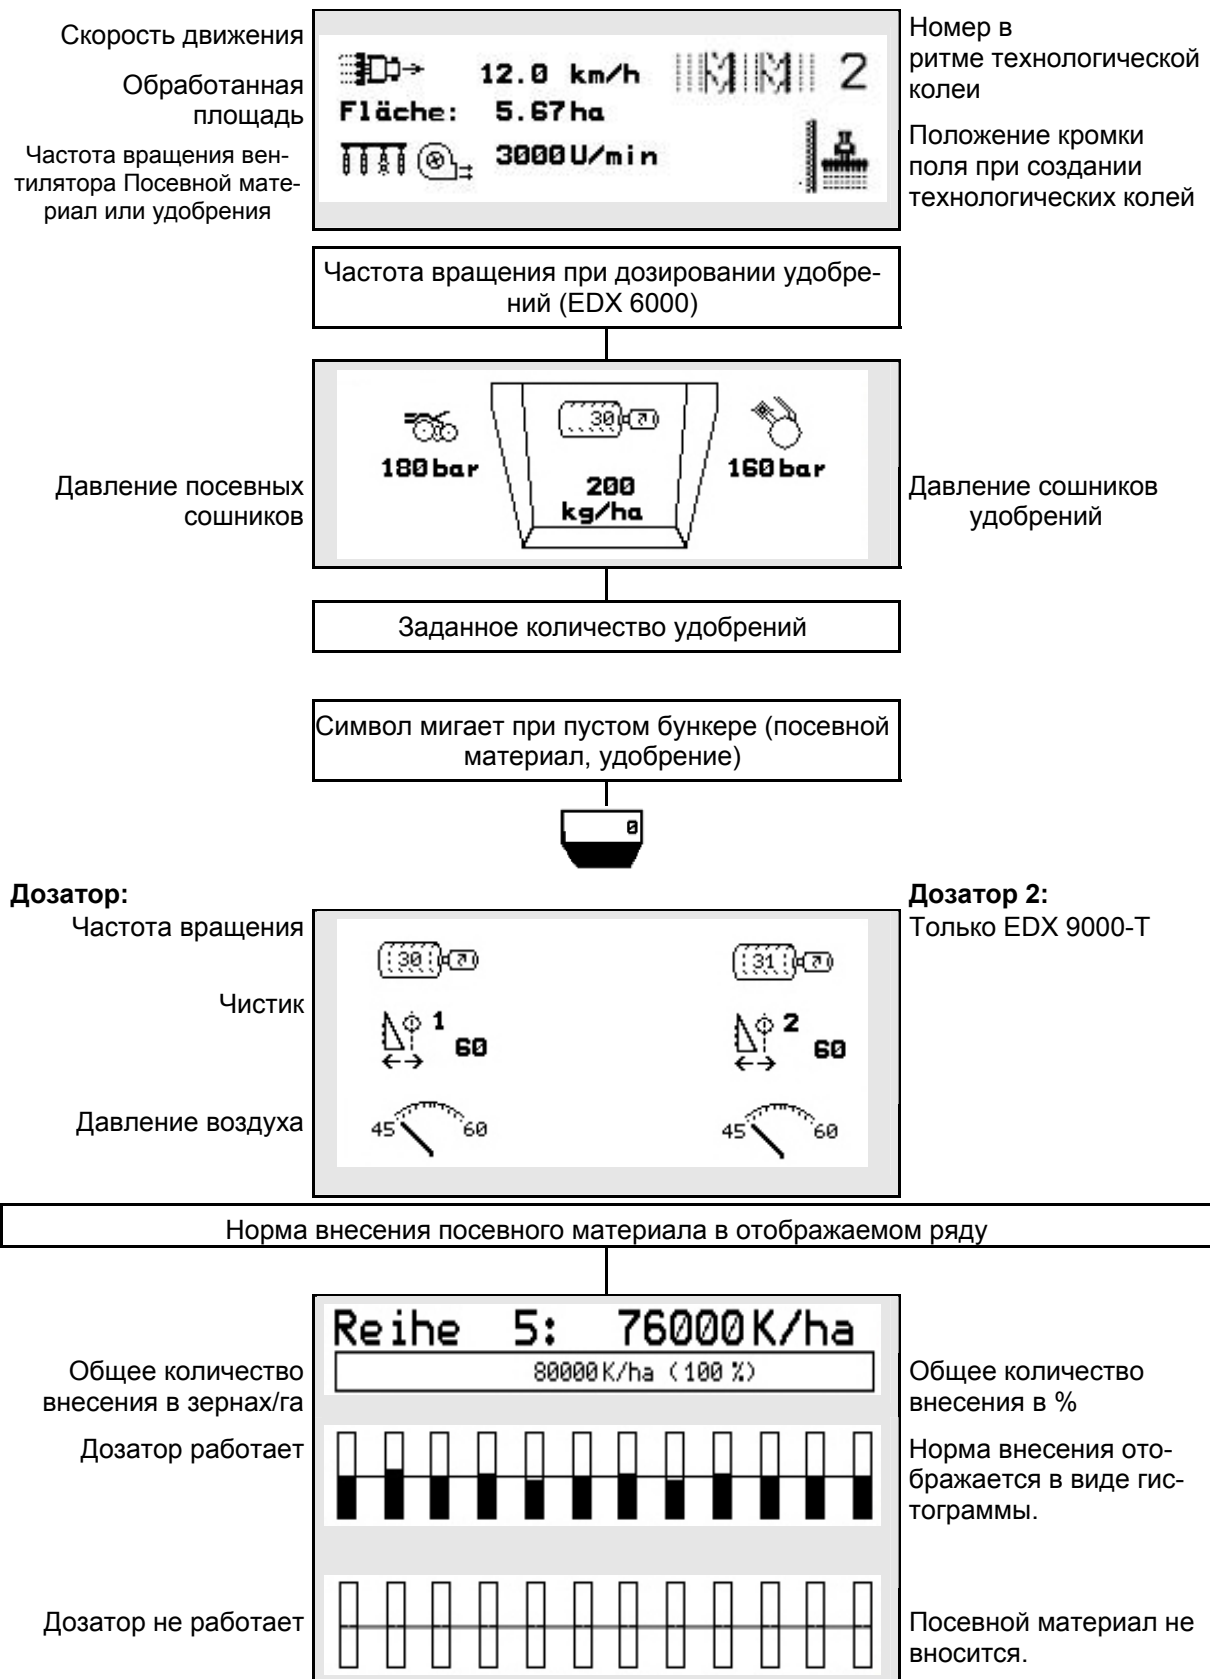 Скорость движения
Обработанная
площадь
Частота вращения вен-
тилятора Посевной мате-
риал или удобрения
12.0 km/h
2
Fläche: 5.67ha
3000U/min
Номер в
ритме технологической
колеи
Положение кромки
поля при создании
технологических колей
Частота вращения при дозировании удобре-
ний (EDX 6000)
30
180bar
160bar
200
kg/ha
Давление посевных
сошников
Давление сошников
удобрений
Заданное количество удобрений
Символ мигает при пустом бункере (посевной
материал, удобрение)
0
Дозатор:
Дозатор 2:
Частота вращения
Только EDX 9000-T
30
31
Чистик
1
60
2
60
Давление воздуха
45 60
45 60
Норма внесения посевного материала в отображаемом ряду
Reihe 5: 76000K/ha
80000K/ha (100 %)
Общее количество
внесения в зернах/га
Общее количество
внесения в %
Дозатор работает
Норма внесения ото-
бражается в виде гис-
тограммы.
Дозатор не работает
Посевной материал не
вносится.